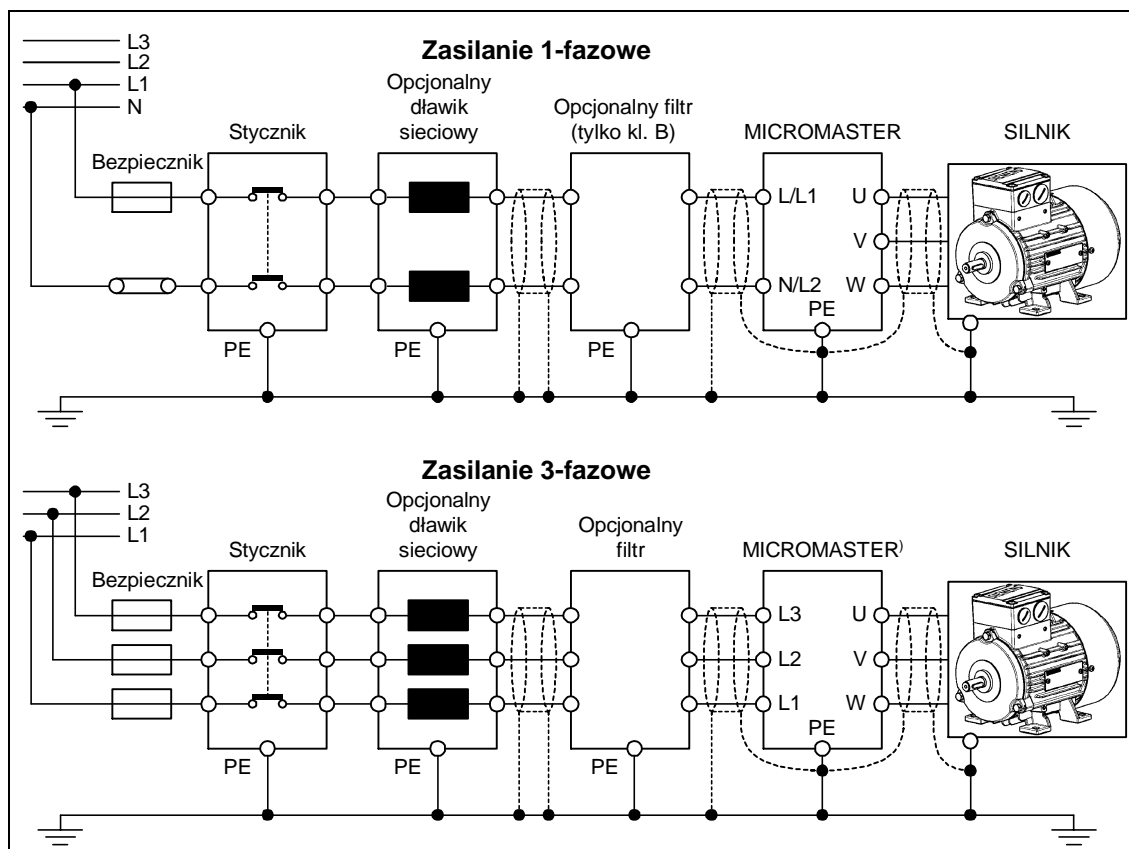 Zasilanie 1-fazowe
L3
L2
L1
N
Bezpiecznik
Stycznik
Opcjonalny
dławik
sieciowy
Opcjonalny filtr
(tylko kl. B)
MICROMASTER
SILNIK
L/L1
U
V
N/L2
W
PE
PE
PE
PE
Zasilanie 3-fazowe
L3
L2
L1
Bezpiecznik
Stycznik
Opcjonalny
dławik
sieciowy
Opcjonalny
filtr
MICROMASTER)
SILNIK
L3
U
L2
V
L1
W
PE
PE
PE
PE